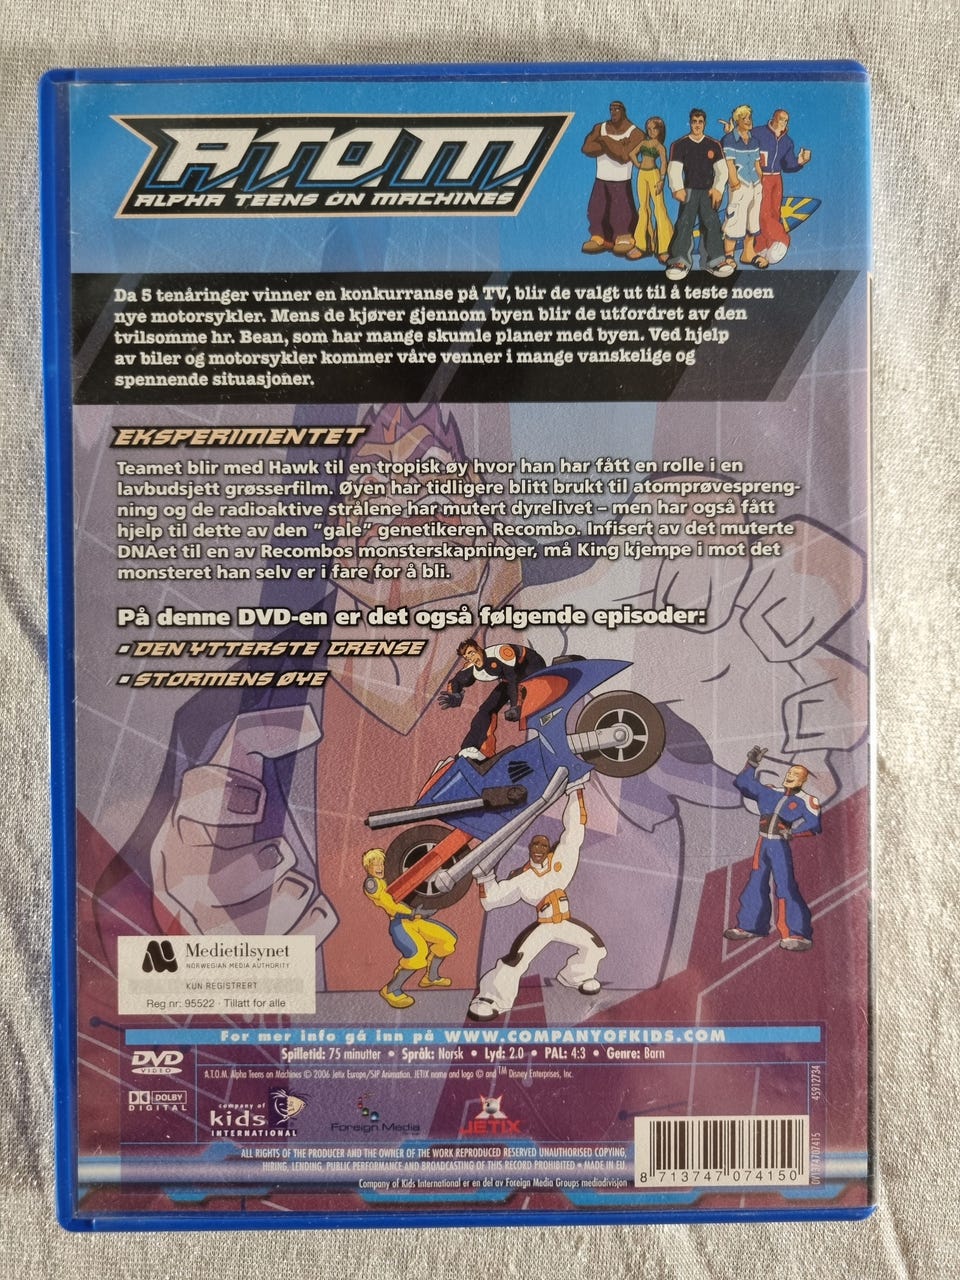 ATOM
ALPHA TEENS ON MACHINES
Da 5 tenåringer vinner en konkurranse på TV, blir de valgt ut til å teste noen
nye motorsykler. Mens de kjører gjennom byen blir de utfordret av den
tvilsomme hr. Bean, som har mange skumle planer med byen. Ved hjelp
av biler og motorsykler kommer våre venner i mange vanskelige og
spennende situasjoner.
EKSPERIMENTET
Teamet blir med Hawk til en tropisk øy hvor han har fått en rolle i en
lavbudsjett grøsserfilm. Øyen har tidligere blitt brukt til atomprøvespreng-
ning og de radioaktive strålene har mutert dyrelivet – men har også fått
hjelp til dette av den "gale" genetikeren Recombo. Infisert av det muterte
DNAet til en av Recombos monsterskapninger, må King kjempe i mot det
monsteret han selv er i fare for å bli.
På denne DVD-en er det også følgende episoder:
• DEN YTTERSTE GRENSE
• STORMENS ØYE
Medietilsynet
NORWEGIAN MEDIA AUTHORITY
KUN REGISTRERT
Reg nr: 95522 · Tillatt for alle
For mer info gå inn på WWW.COMPANYOFKIDS.COM
DVD
VIDEO
Spilletid: 75 minutter • Språk: Norsk • Lyd: 2.0 • PAL: 4:3 • Genre: Barn
A.T.O.M. Alpha Teens on Machines © 2006 Jetix Europe/SIP Animation. JETIX name and logo © and ™ Disney Enterprises, Inc.
DOLBY
DIGITAL
company of
kids
INTERNATIONAL
Foreign Media
JETIX
ALL RIGHTS OF THE PRODUCER AND THE OWNER OF THE WORK REPRODUCED RESERVED UNAUTHORISED COPYING,
HIRING, LENDING, PUBLIC PERFORMANCE AND BROADCASTING OF THIS RECORD PROHIBITED • MADE IN EU
Company of Kids International er en del av Foreign Media Groups mediadivisjon
8 713747 074150
45912734